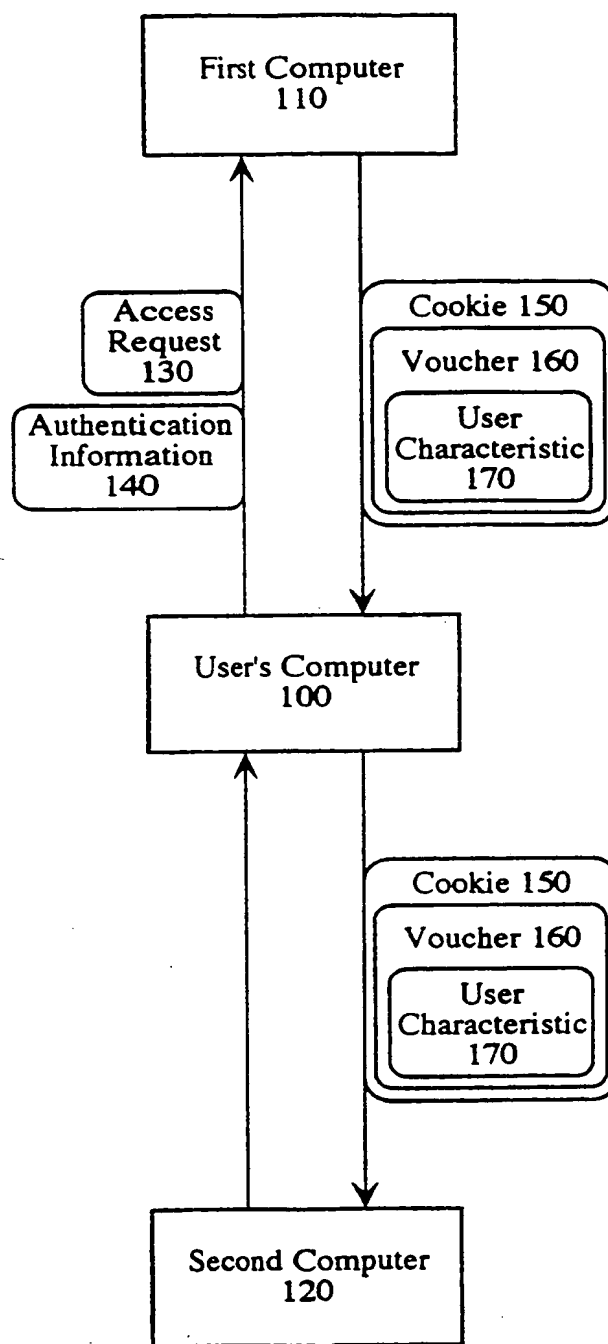 First Computer
110
Access
Request
130
Authentication
Information
140
Cookie 150
Voucher 160
User
Characteristic
170
User's Computer
100
Cookie 150
Voucher 160
User
Characteristic
170
Second Computer
120